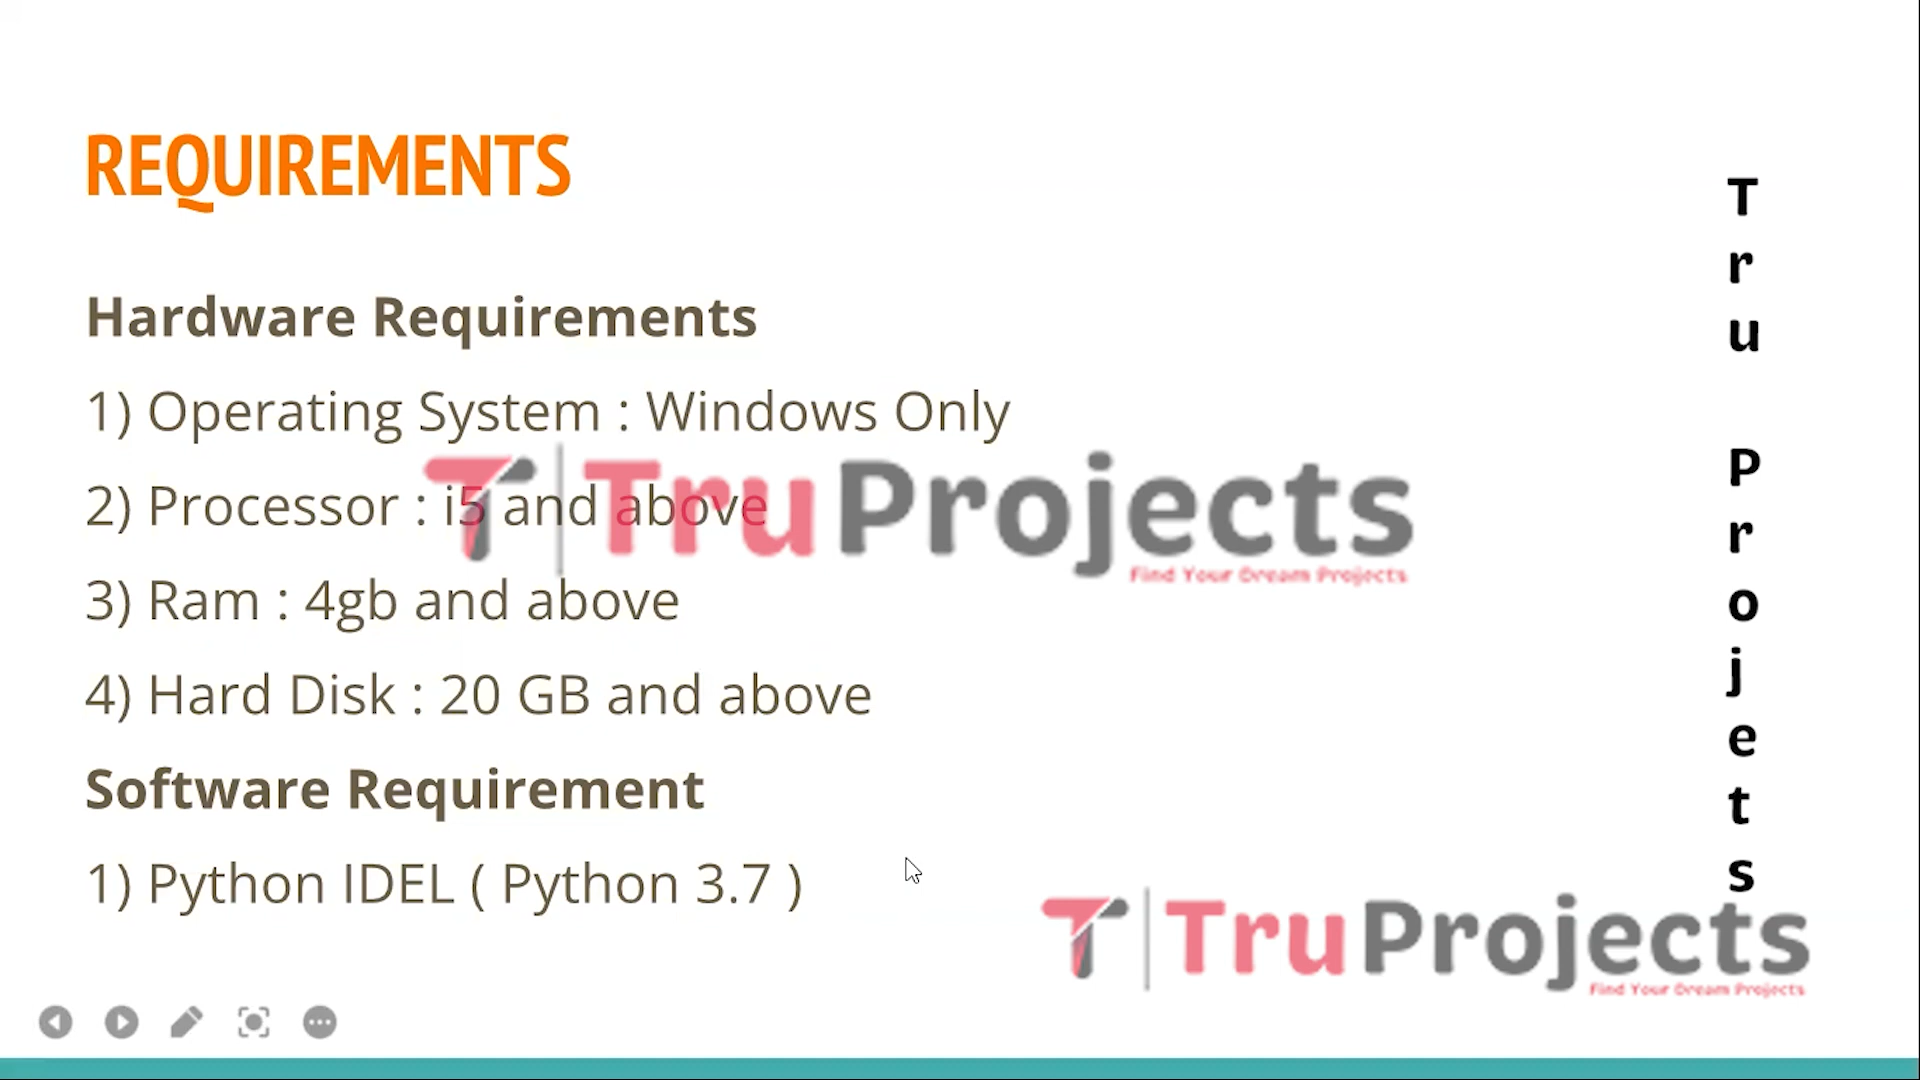 REQUIREMENTS
Hardware Requirements
1) Operating System : Windows Only
2) Processor : i5 and above
3) Ram : 4gb and above
4) Hard Disk : 20 GB and above
Software Requirement
1) Python IDEL ( Python 3.7 )
TruProjects
Find Your Dream Projects
Tru Projets
TruProjects
Find Your Dream Projects